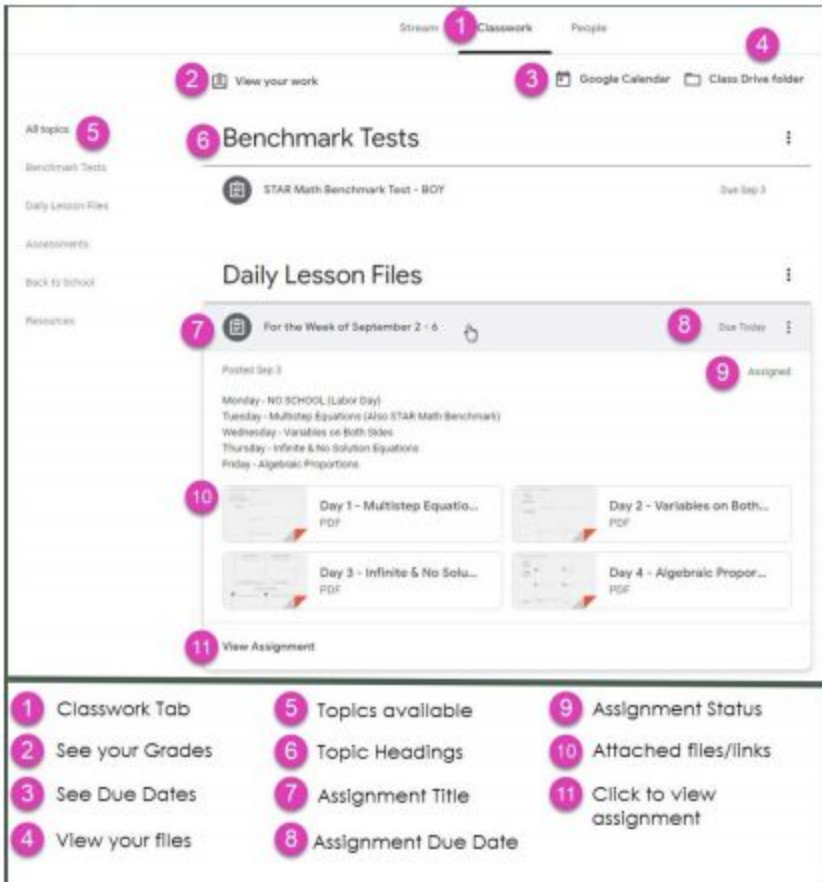 Stream 1 Classwork People
4
2 View your work 3 Google Calendar Class Drive folder
All topics 5
Benchmark Tests
Daily Lesson Files
Assessments
Back to School
Resources
6 Benchmark Tests
STAR Math Benchmark Test - BOY Due Sep 3
Daily Lesson Files
7 For the Week of September 2 - 6 8 Due Today
Posted Sep 3 9 Assigned
Monday - NO SCHOOL (Labor Day)
Tuesday - Multistep Equations (Also STAR Math Benchmark)
Wednesday - Variables on Both Sides
Thursday - Infinite & No Solution Equations
Friday - Algebraic Proportions
10 Day 1 - Multistep Equatio... Day 2 - Variables on Both...
PDF PDF
Day 3 - Infinite & No Solu... Day 4 - Algebraic Propor...
PDF PDF
11 View Assignment
1 Classwork Tab
2 See your Grades
3 See Due Dates
4 View your files
5 Topics available
6 Topic Headings
7 Assignment Title
8 Assignment Due Date
9 Assignment Status
10 Attached files/links
11 Click to view
assignment